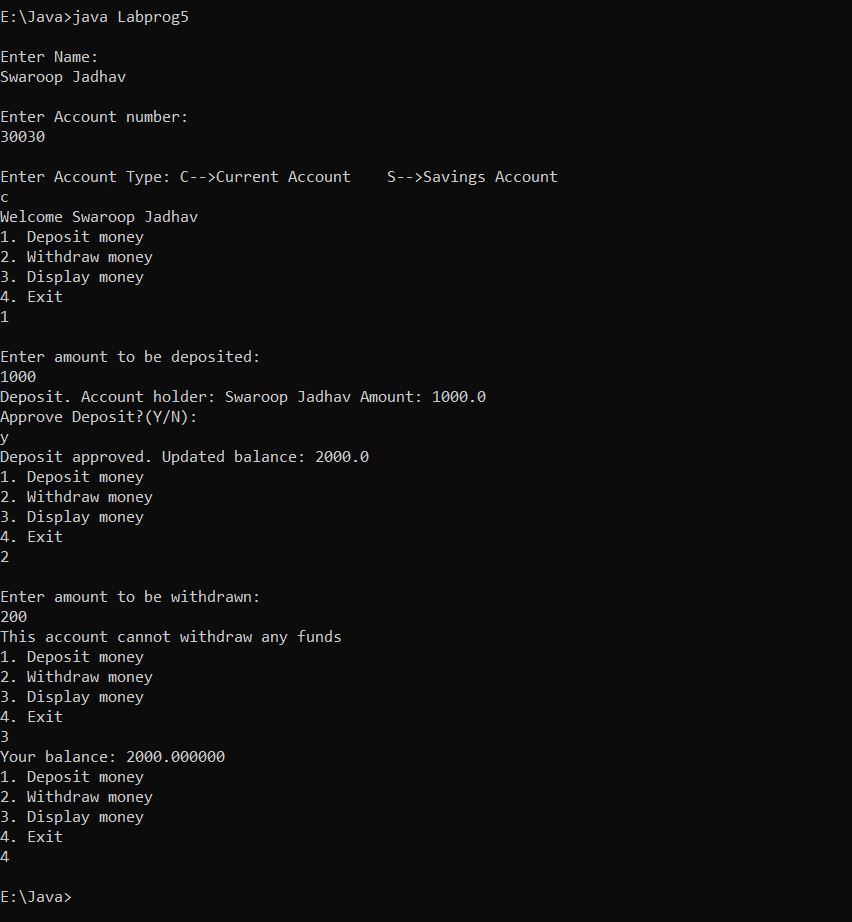 E:\Java>java Labprog5
Enter Name:
Swaroop Jadhav
Enter Account number:
30030
Enter Account Type: C-->Current Account    S-->Savings Account
c
Welcome Swaroop Jadhav
1. Deposit money
2. Withdraw money
3. Display money
4. Exit
1
Enter amount to be deposited:
1000
Deposit. Account holder: Swaroop Jadhav Amount: 1000.0
Approve Deposit?(Y/N):
y
Deposit approved. Updated balance: 2000.0
1. Deposit money
2. Withdraw money
3. Display money
4. Exit
2
Enter amount to be withdrawn:
200
This account cannot withdraw any funds
1. Deposit money
2. Withdraw money
3. Display money
4. Exit
3
Your balance: 2000.000000
1. Deposit money
2. Withdraw money
3. Display money
4. Exit
4
E:\Java>